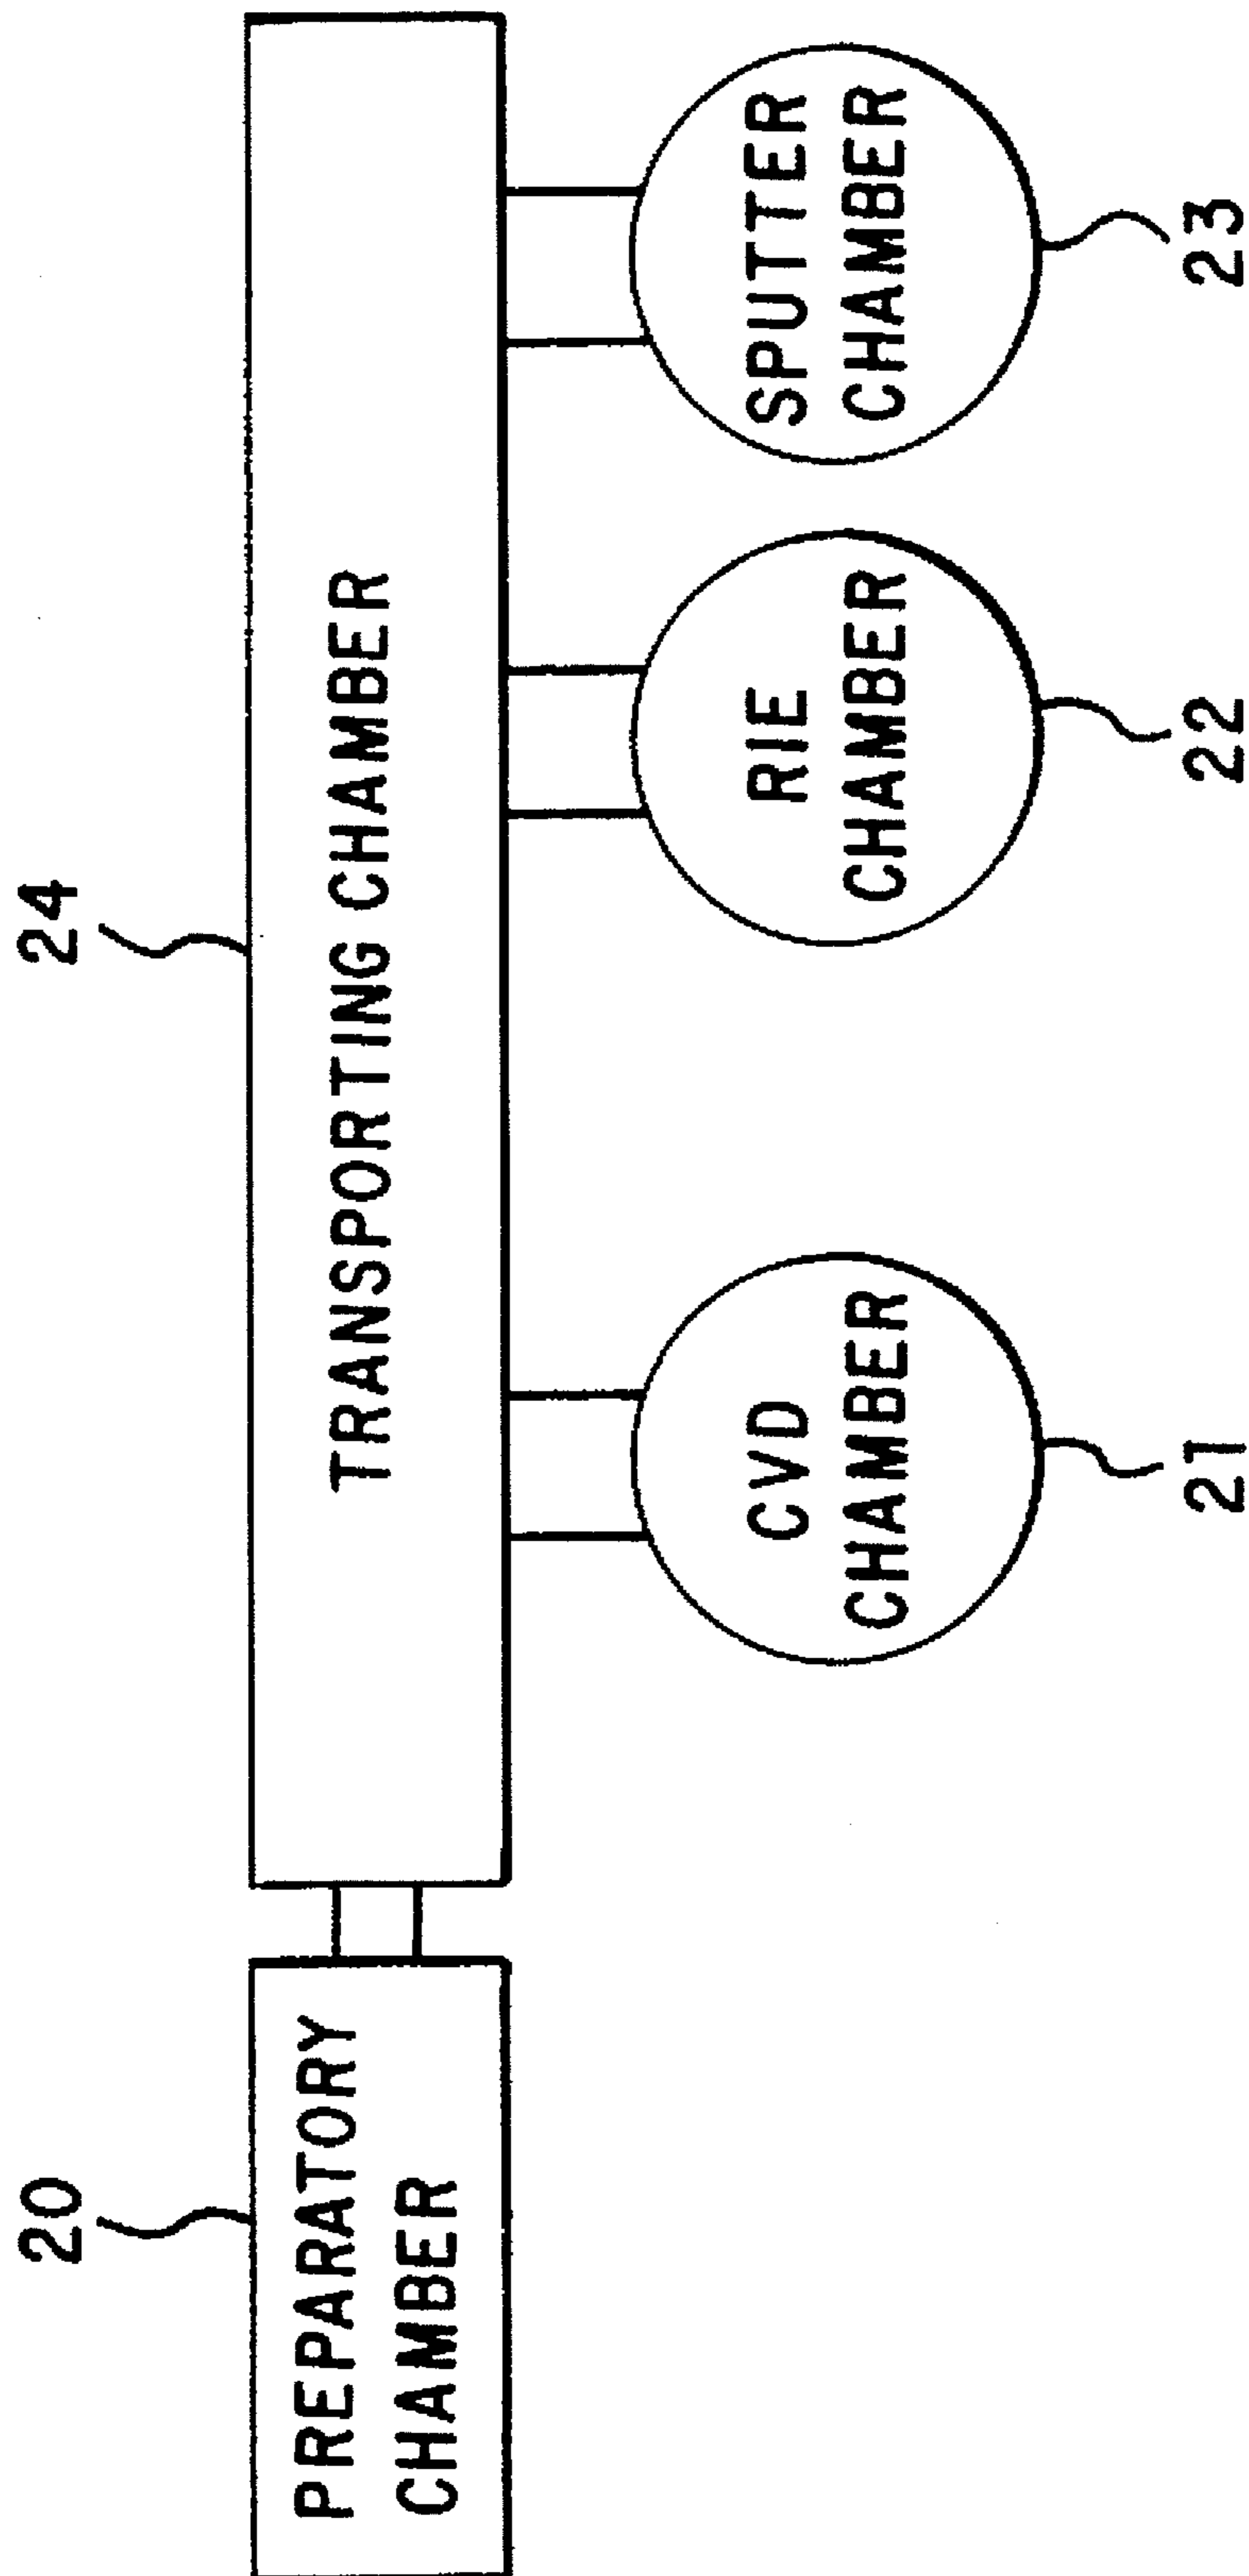 20
24
PREPARATORY
CHAMBER
TRANSPORTING CHAMBER
CVD
CHAMBER
RIE
CHAMBER
SPUTTER
CHAMBER
21
22
23